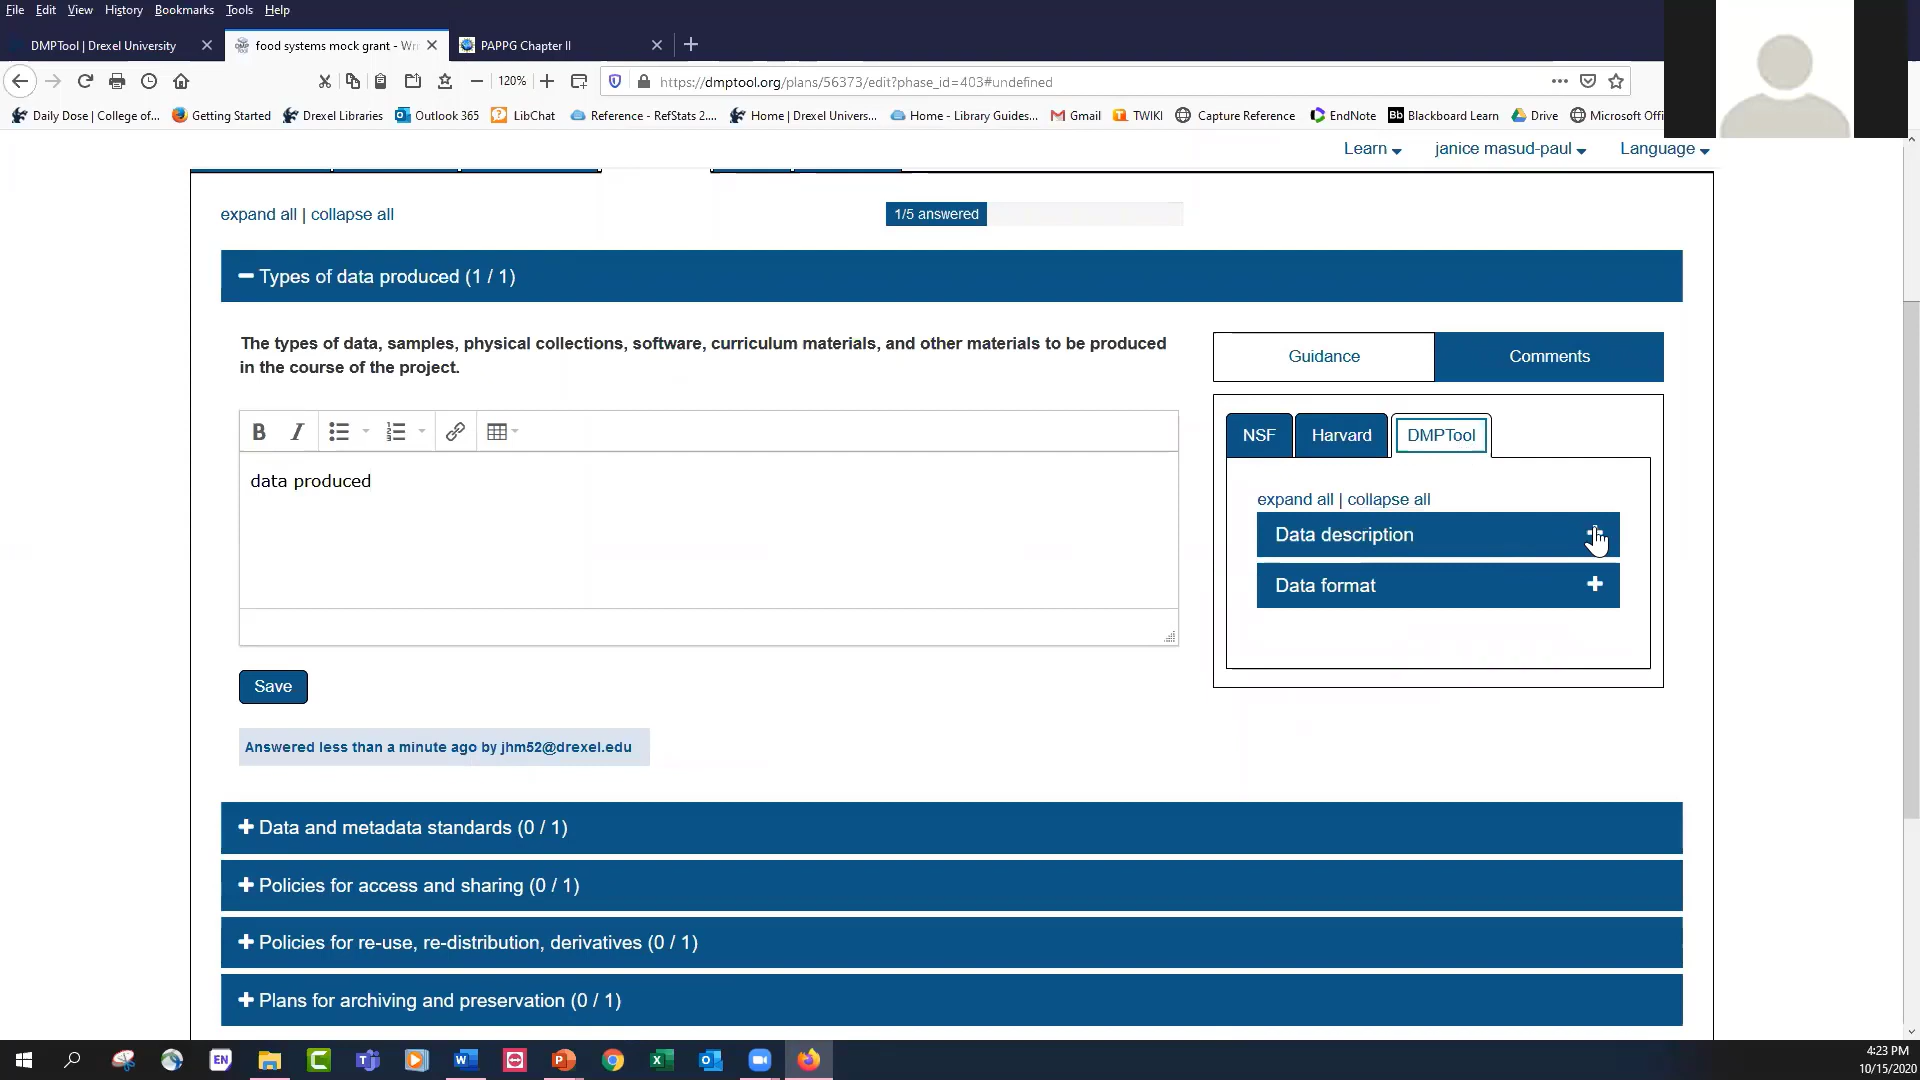 File Edit View History Bookmarks Tools Help
DMPTool | Drexel University
food systems mock grant - Wr
PAPPG Chapter II
120%
https://dmptool.org/plans/56373/edit?phase_id=403#undefined
Daily Dose | College of... Getting Started Drexel Libraries Outlook 365 LibChat Reference - RefStats 2.... Home | Drexel Univers... Home - Library Guides... Gmail TWIKI Capture Reference EndNote Bb Blackboard Learn Drive Microsoft Offi
Learn janice masud-paul Language
expand all | collapse all
1/5 answered
Types of data produced (1 / 1)
The types of data, samples, physical collections, software, curriculum materials, and other materials to be produced
in the course of the project.
Guidance Comments
B I
data produced
NSF Harvard DMPTool
expand all | collapse all
Data description
Data format
Save
Answered less than a minute ago by jhm52@drexel.edu
Data and metadata standards (0 / 1)
Policies for access and sharing (0 / 1)
Policies for re-use, re-distribution, derivatives (0 / 1)
Plans for archiving and preservation (0 / 1)
EN
4:23 PM
10/15/2020